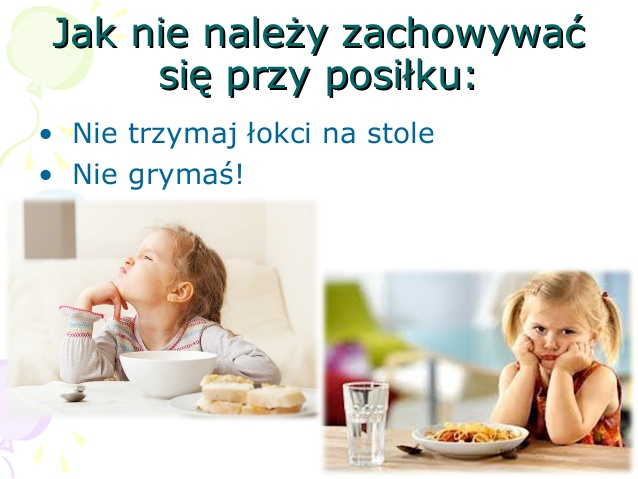 Jak nie należy zachowywać
się przy posiłku:
• Nie trzymaj łokci na stole
• Nie grymaś!